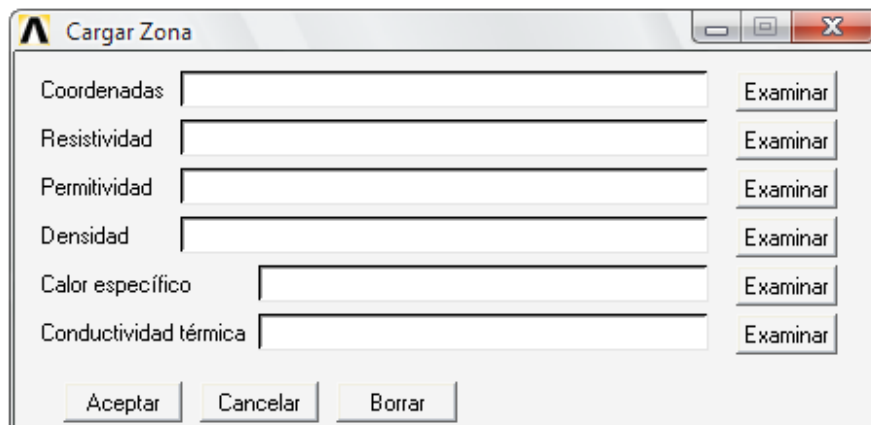 Cargar Zona
Coordenadas Examinar
Resistividad Examinar
Permitividad Examinar
Densidad Examinar
Calor específico Examinar
Conductividad térmica Examinar
Aceptar Cancelar Borrar